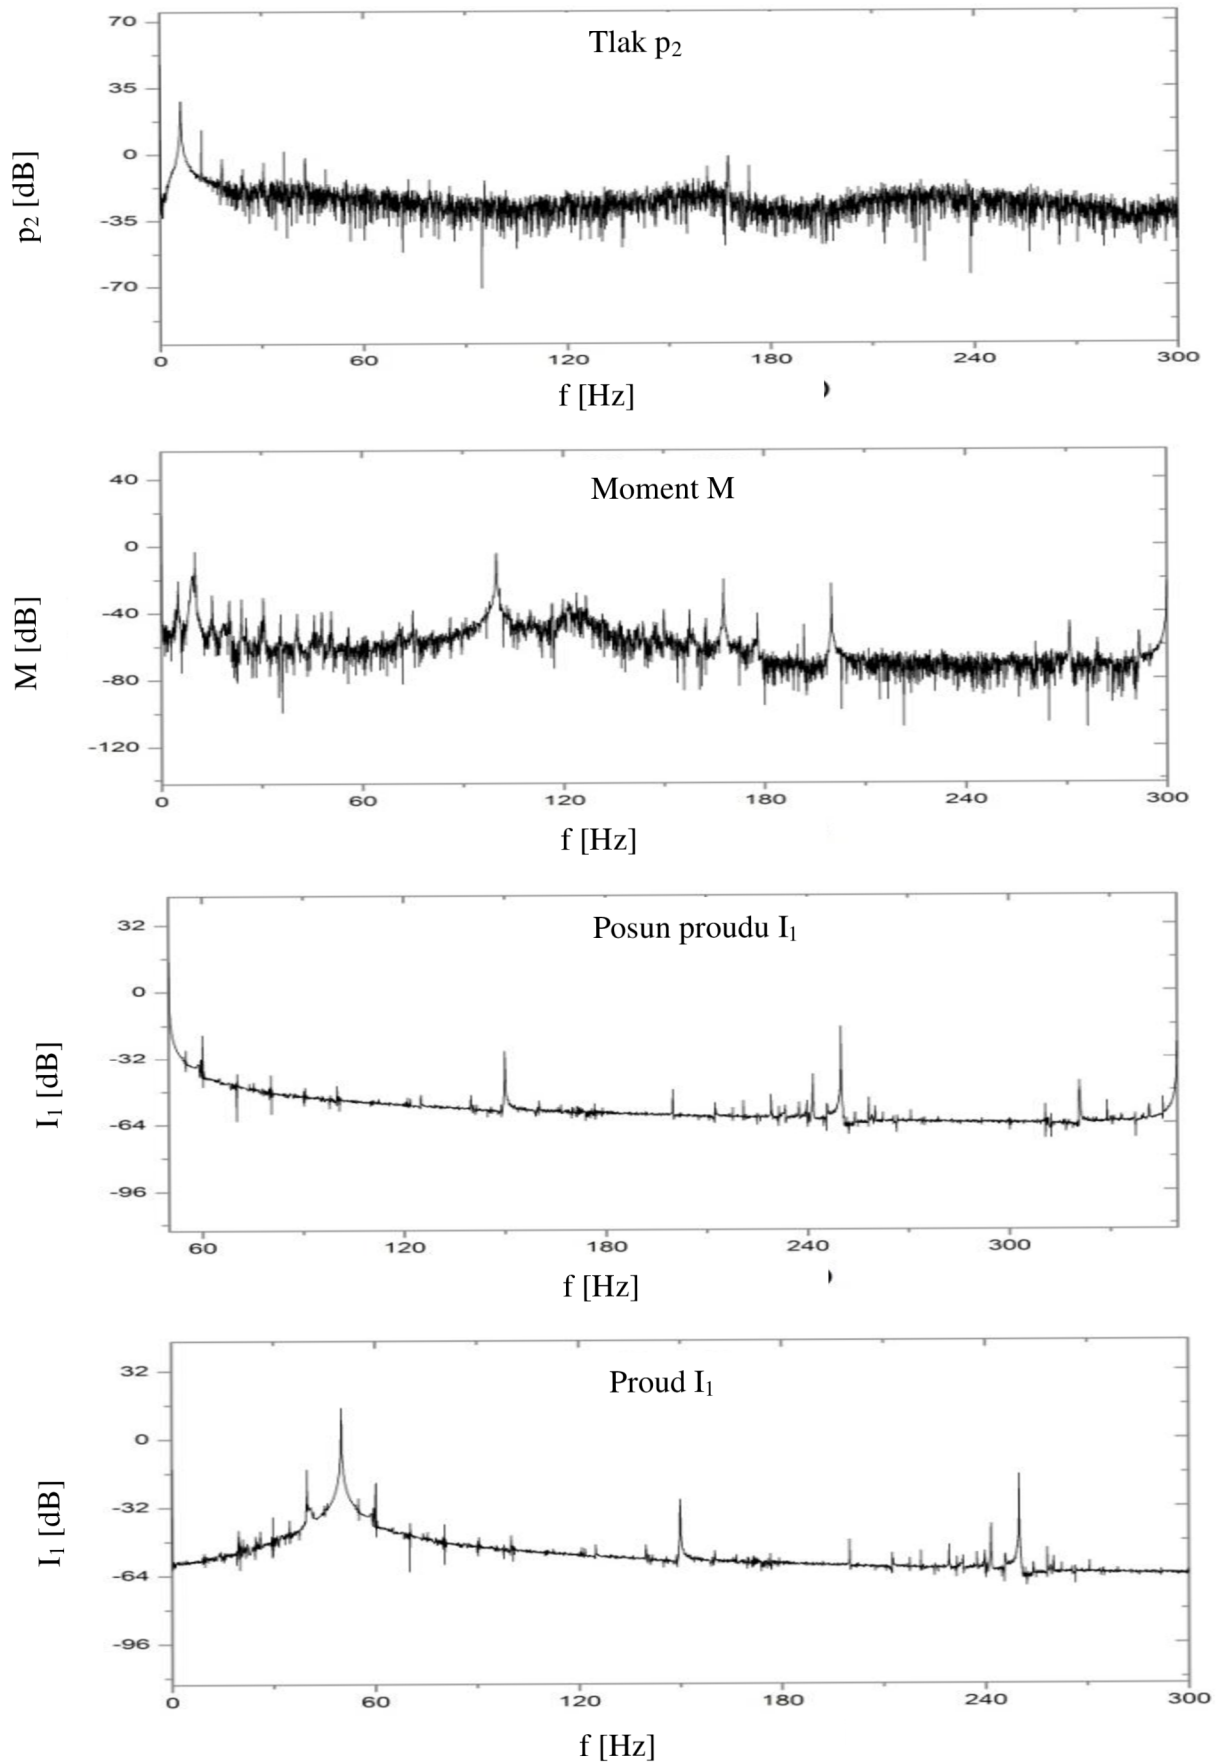 Tlak p₂
70
35
0
-35
-70
p₂ [dB]
0 60 120 180 240 300
f [Hz]
Moment M
40
0
-40
-80
-120
M [dB]
0 60 120 180 240 300
f [Hz]
Posun proudu I₁
32
0
-32
-64
-96
I₁ [dB]
60 120 180 240 300
f [Hz]
Proud I₁
32
0
-32
-64
-96
I₁ [dB]
0 60 120 180 240 300
f [Hz]